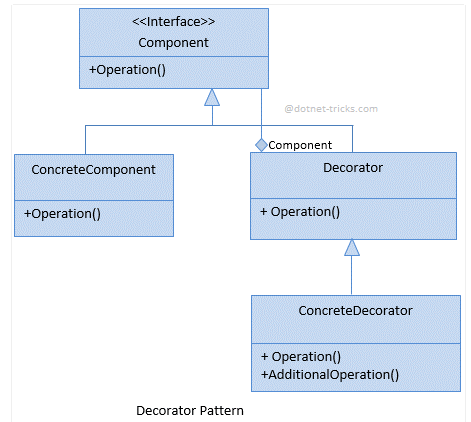 <<Interface>>
Component
+Operation()
@dotnet-tricks.com
Component
ConcreteComponent
+Operation()
Decorator
+ Operation()
ConcreteDecorator
+ Operation()
+AdditionalOperation()
Decorator Pattern